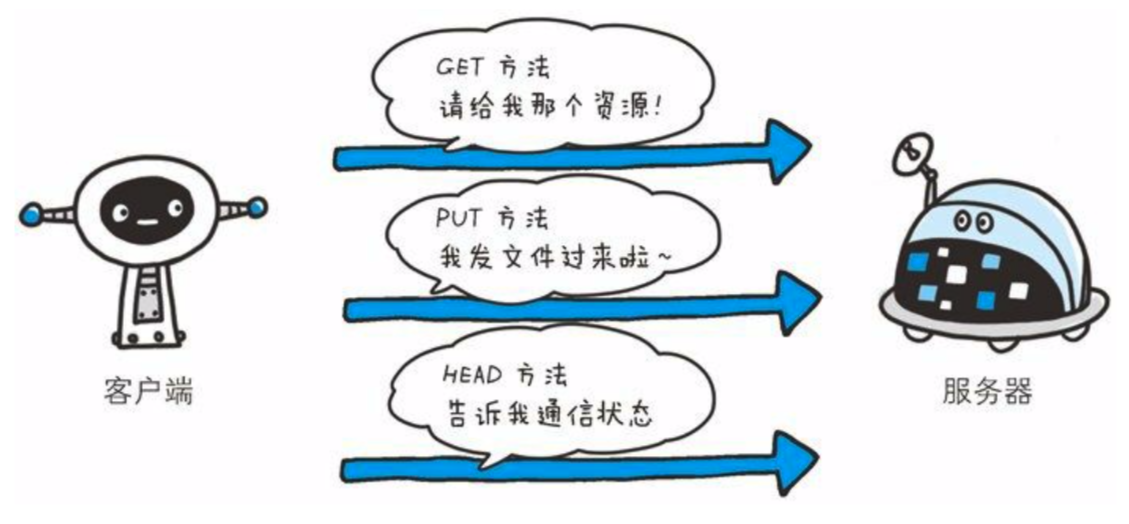 GET 方法
请给我那个资源!
PUT 方法
我发文件过来啦~
HEAD 方法
告诉我通信状态
客户端
服务器